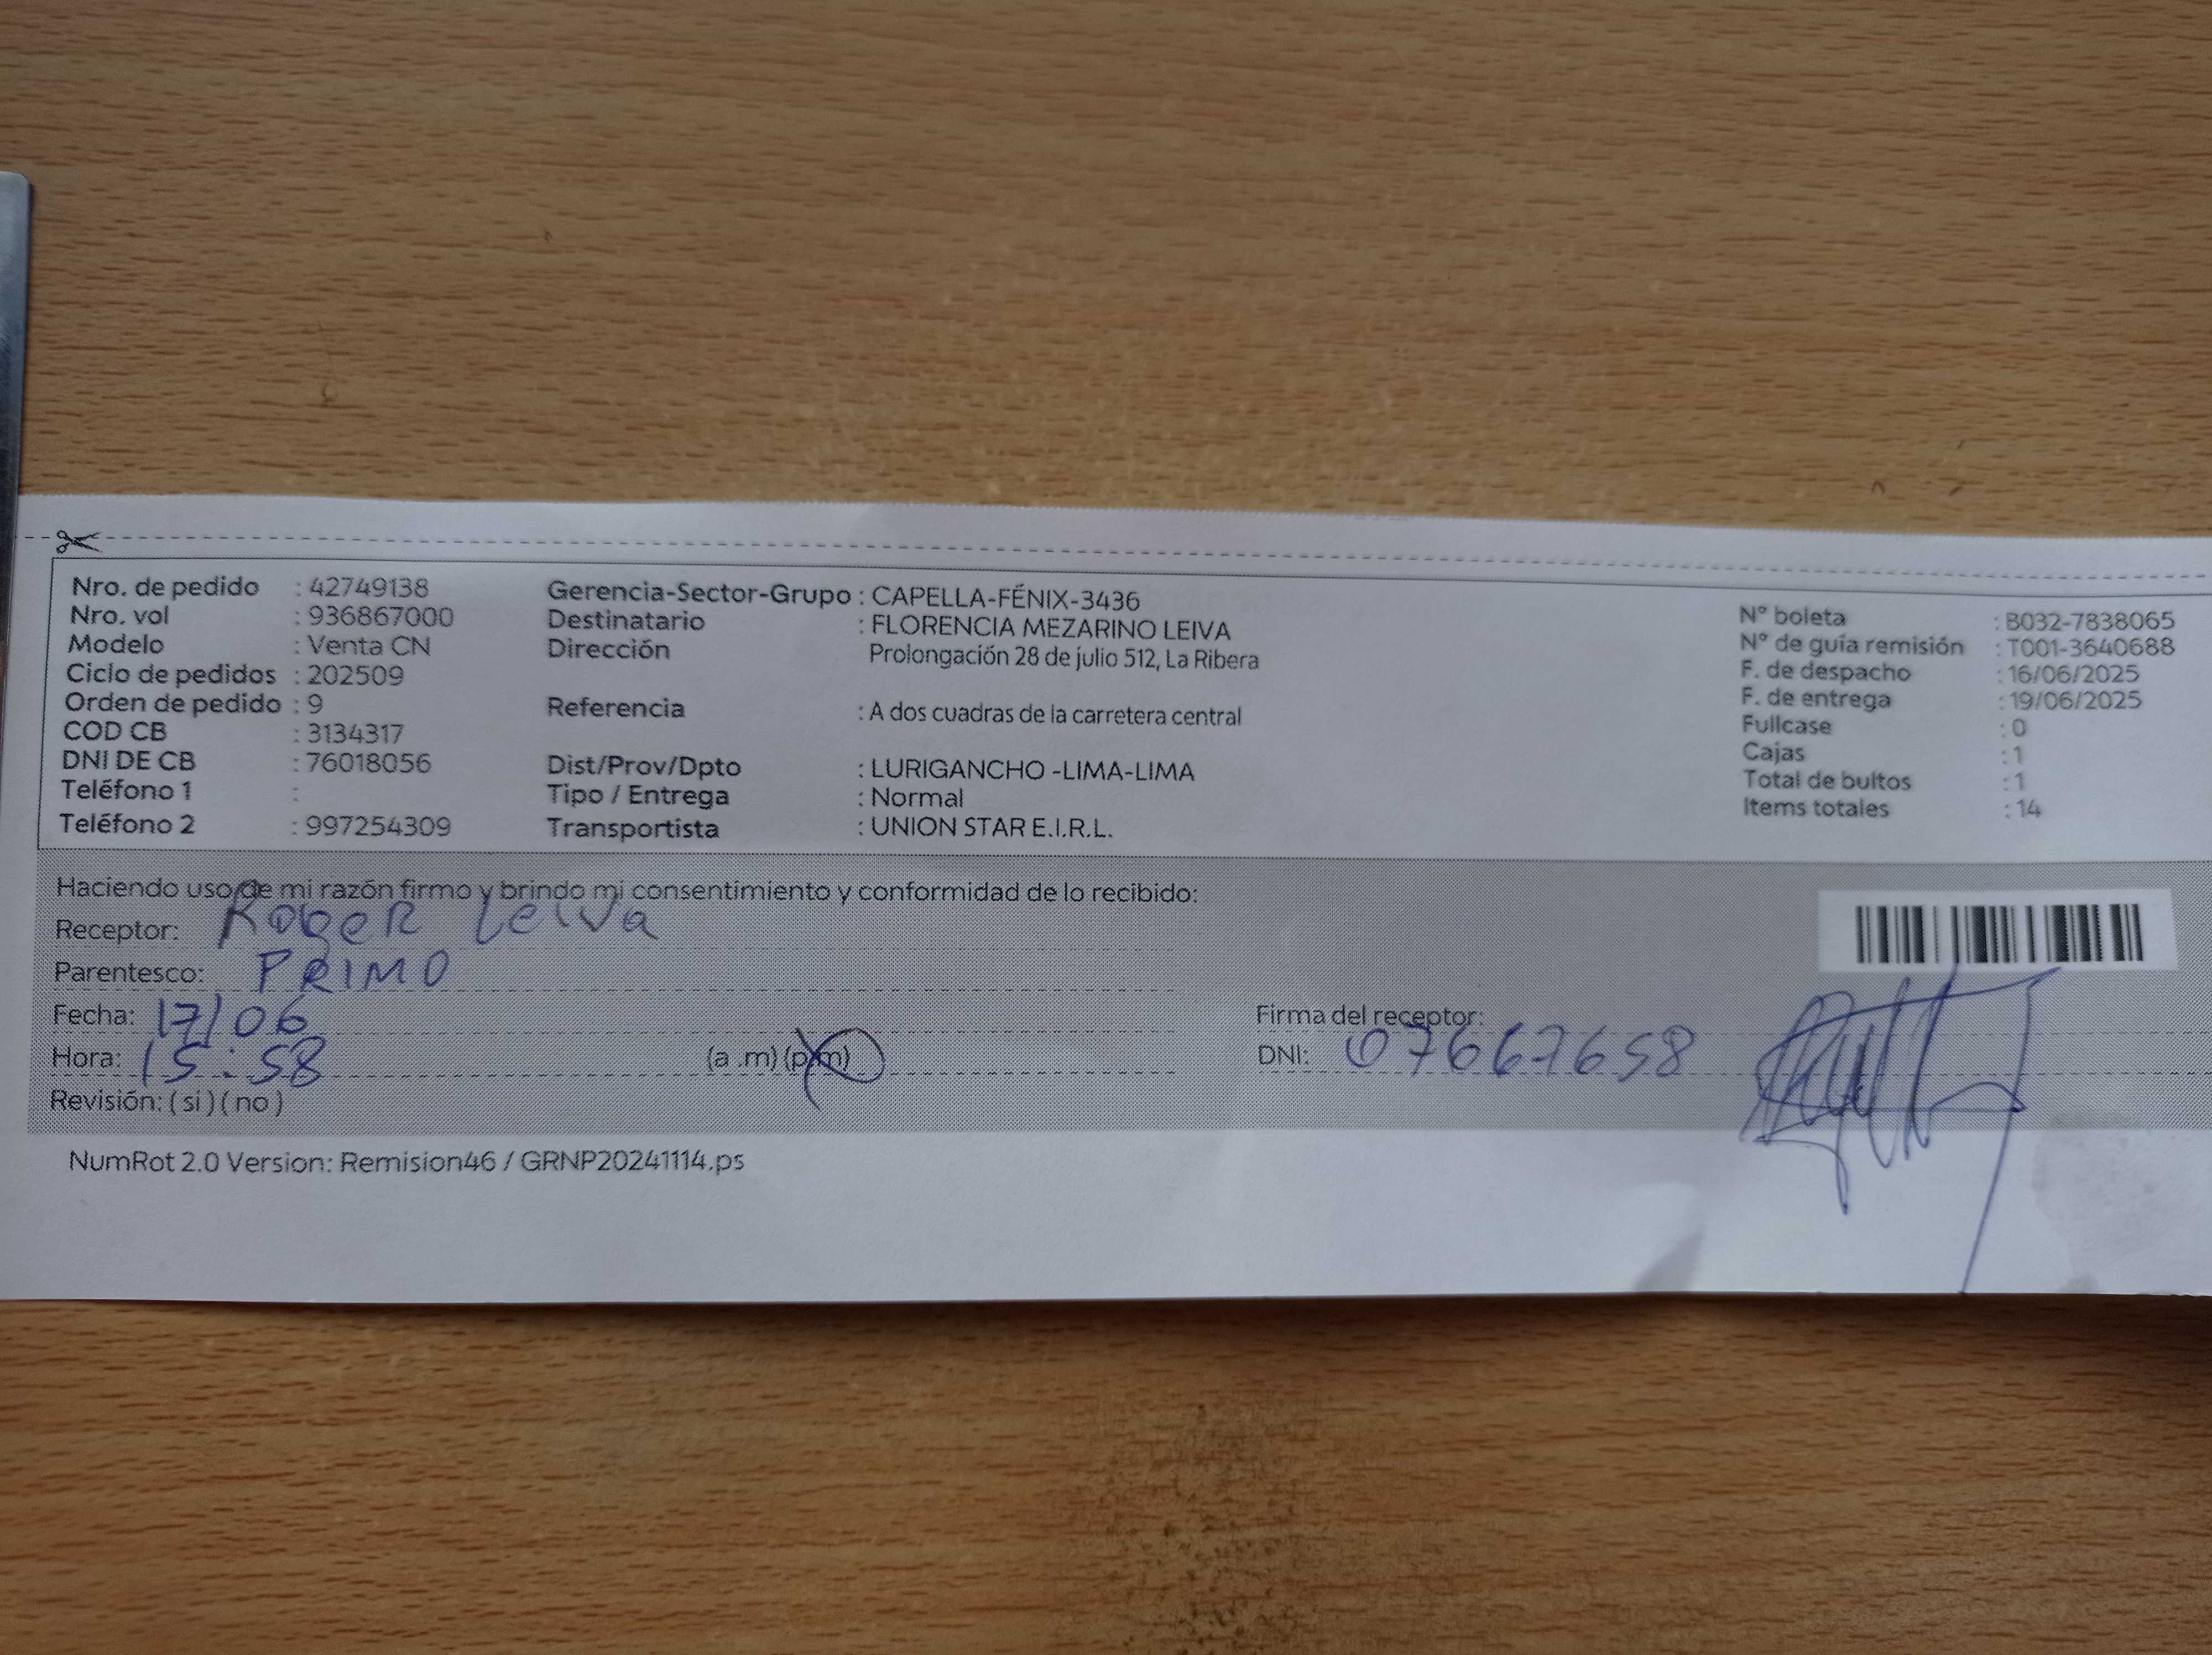 Nro. de pedido : 42749138
Nro. vol : 936867000
Modelo : Venta CN
Ciclo de pedidos : 202509
Orden de pedido : 9
COD CB : 3134317
DNI DE CB : 76018056
Teléfono 1 :
Teléfono 2 : 997254309
Gerencia-Sector-Grupo : CAPELLA-FÉNIX-3436
Destinatario : FLORENCIA MEZARINO LEIVA
Dirección Prolongación 28 de julio 512, La Ribera
Referencia : A dos cuadras de la carretera central
Dist/Prov/Dpto : LURIGANCHO -LIMA-LIMA
Tipo / Entrega : Normal
Transportista : UNION STAR E.I.R.L.
N° boleta : B032-7838065
N° de guía remisión : T001-3640688
F. de despacho : 16/06/2025
F. de entrega : 19/06/2025
Fullcase : 0
Cajas : 1
Total de bultos : 1
Items totales : 14
Haciendo uso de mi razón firmo y brindo mi consentimiento y conformidad de lo recibido:
Receptor: Roger Leiva
Parentesco: PRIMO
Fecha: 17/06
Hora: 15:58 (a .m) (p.m)
Revisión: ( si ) ( no )
Firma del receptor:
DNI: 07667658
NumRot 2.0 Version: Remision46 / GRNP20241114.ps